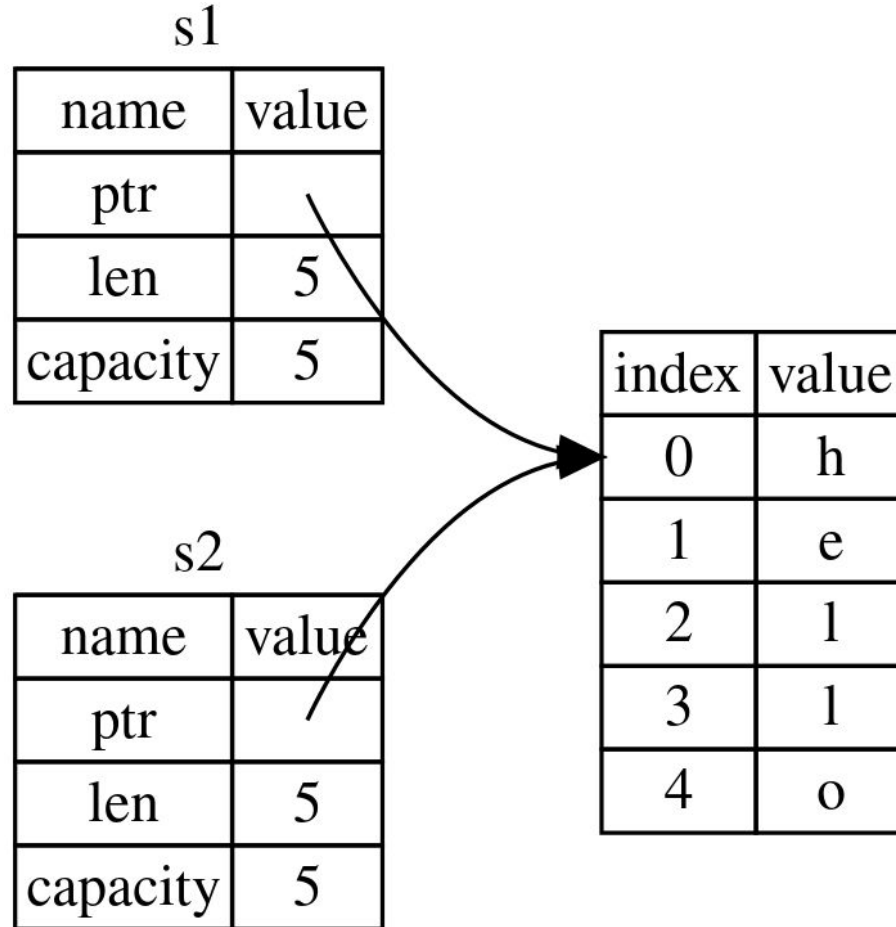 s1
name value
ptr
len 5
capacity 5
s2
name value
ptr
len 5
capacity 5
index value
0 h
1 e
2 l
3 l
4 o